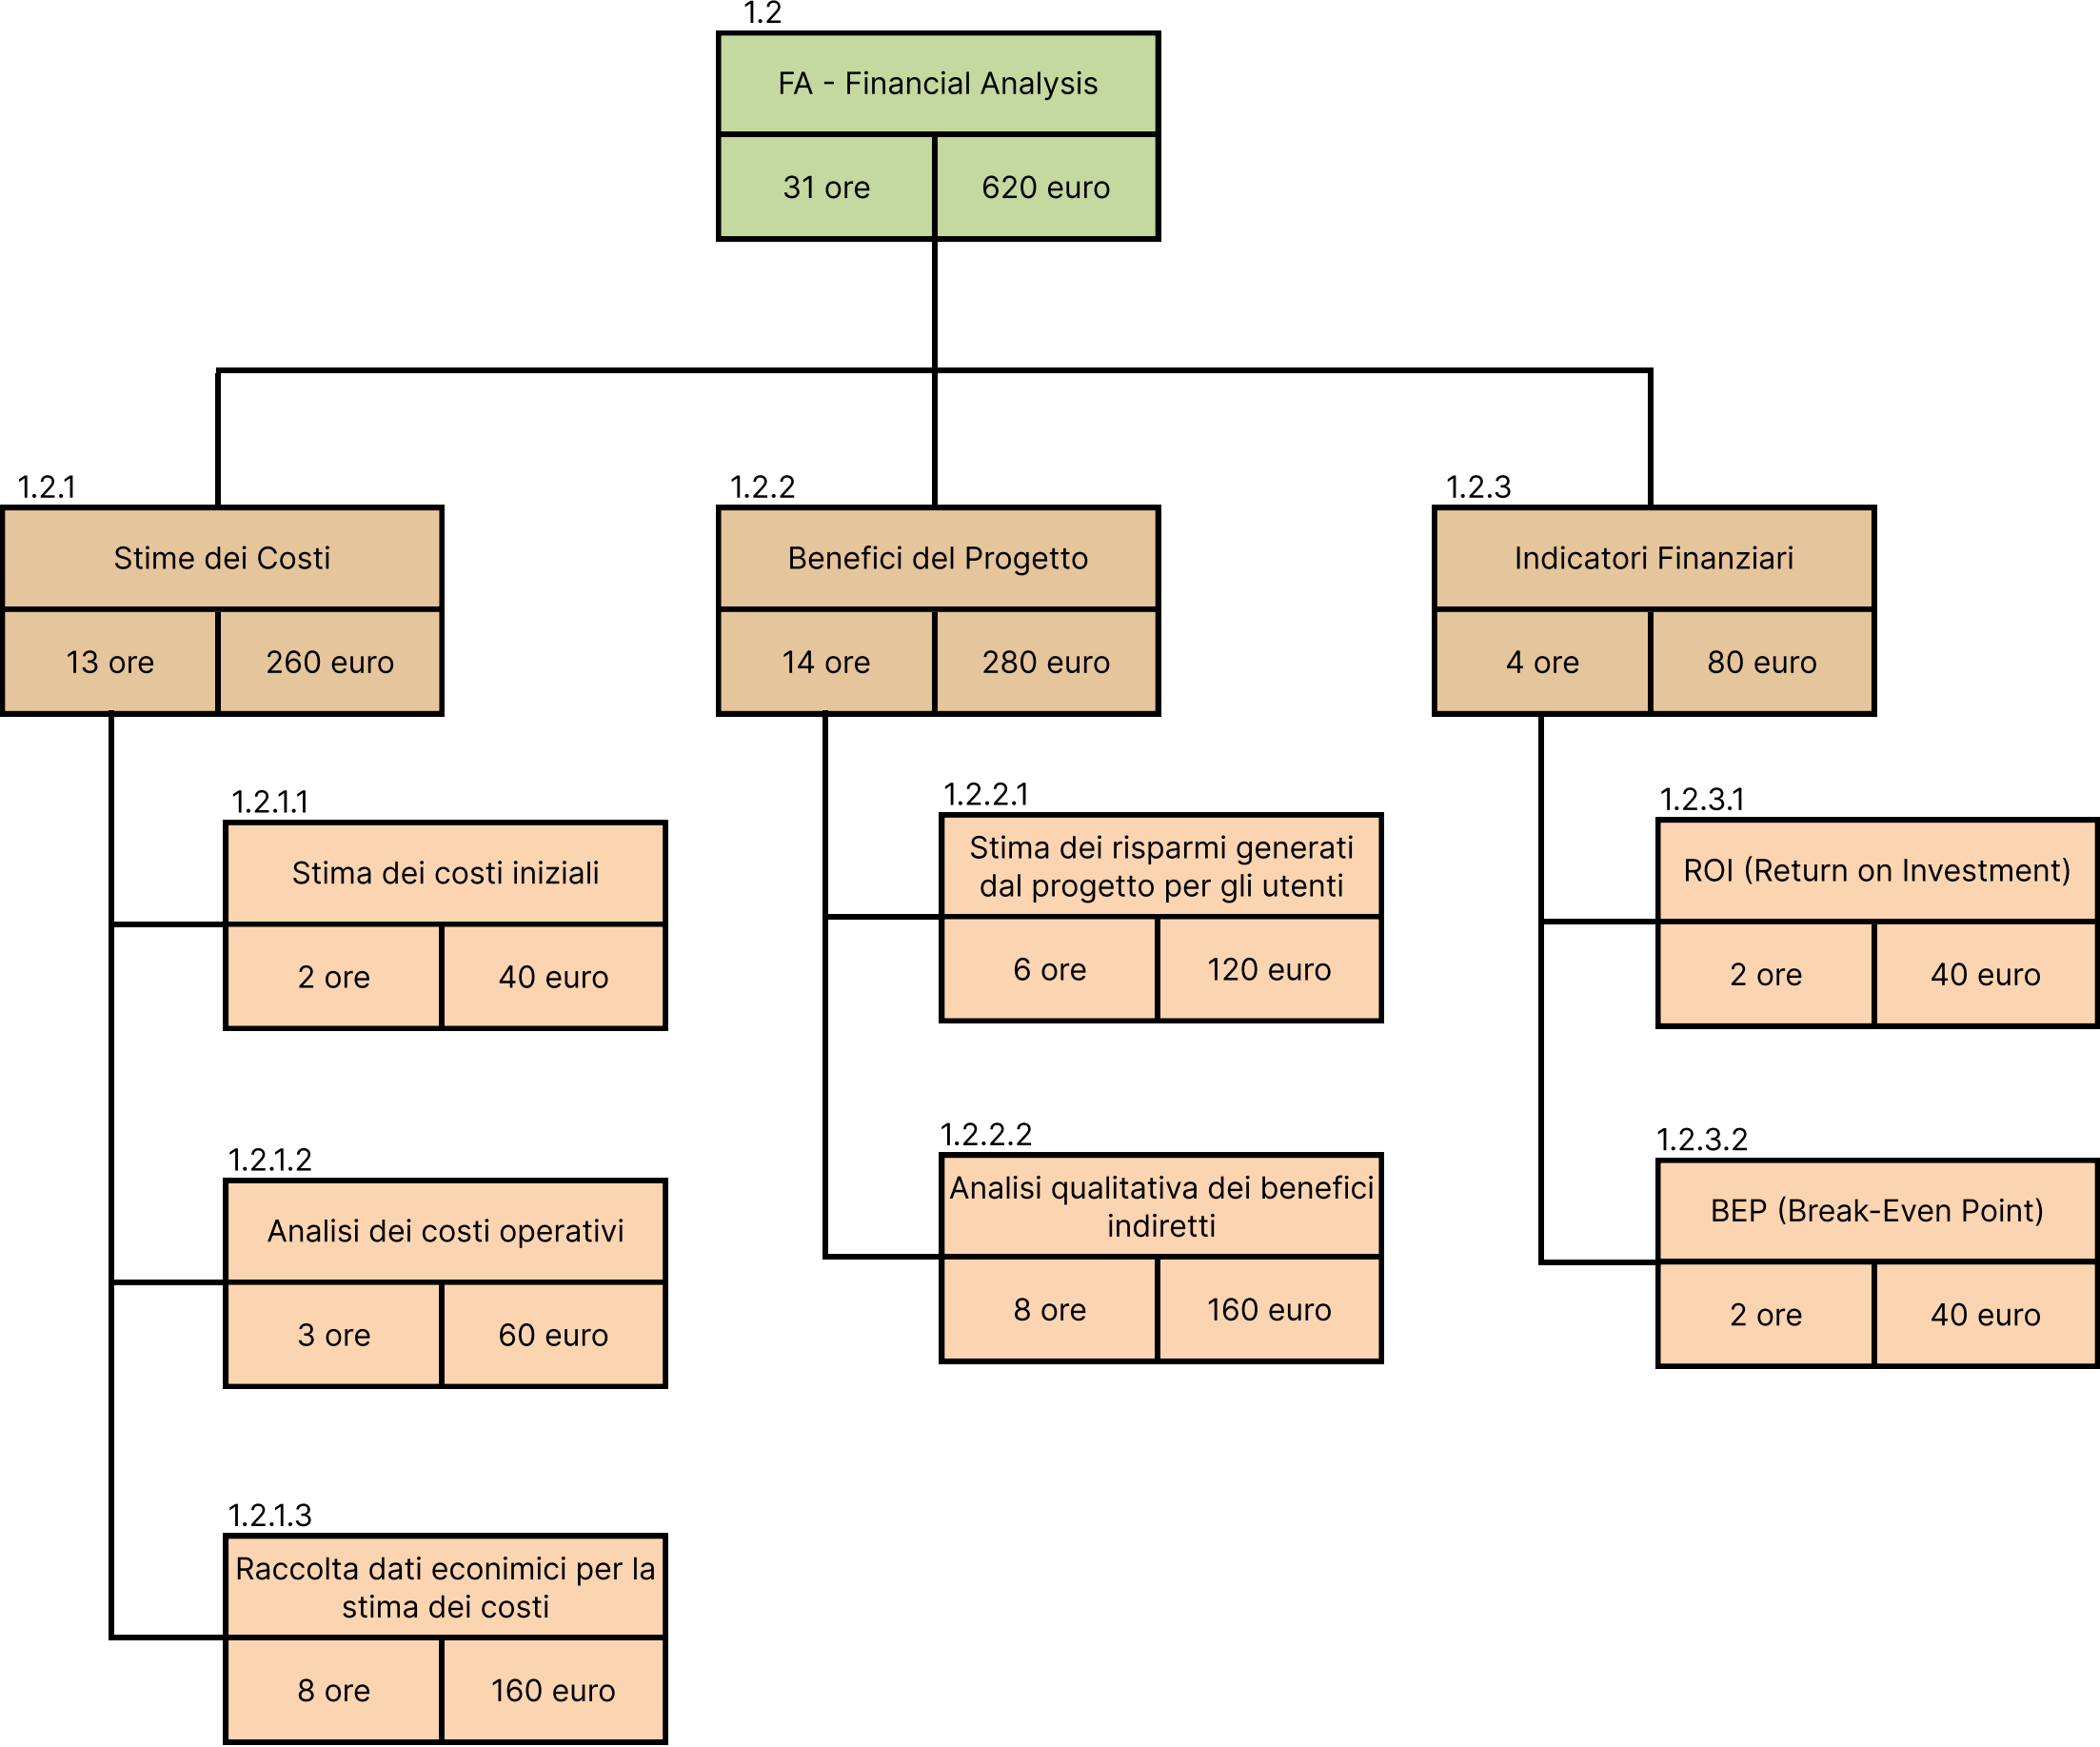 1.2
FA - Financial Analysis
31 ore
620 euro
1.2.1
Stime dei Costi
13 ore
260 euro
1.2.1.1
Stima dei costi iniziali
2 ore
40 euro
1.2.1.2
Analisi dei costi operativi
3 ore
60 euro
1.2.1.3
Raccolta dati econimici per la
stima dei costi
8 ore
160 euro
1.2.2
Benefici del Progetto
14 ore
280 euro
1.2.2.1
Stima dei risparmi generati
dal progetto per gli utenti
6 ore
120 euro
1.2.2.2
Analisi qualitativa dei benefici
indiretti
8 ore
160 euro
1.2.3
Indicatori Finanziari
4 ore
80 euro
1.2.3.1
ROI (Return on Investment)
2 ore
40 euro
1.2.3.2
BEP (Break-Even Point)
2 ore
40 euro